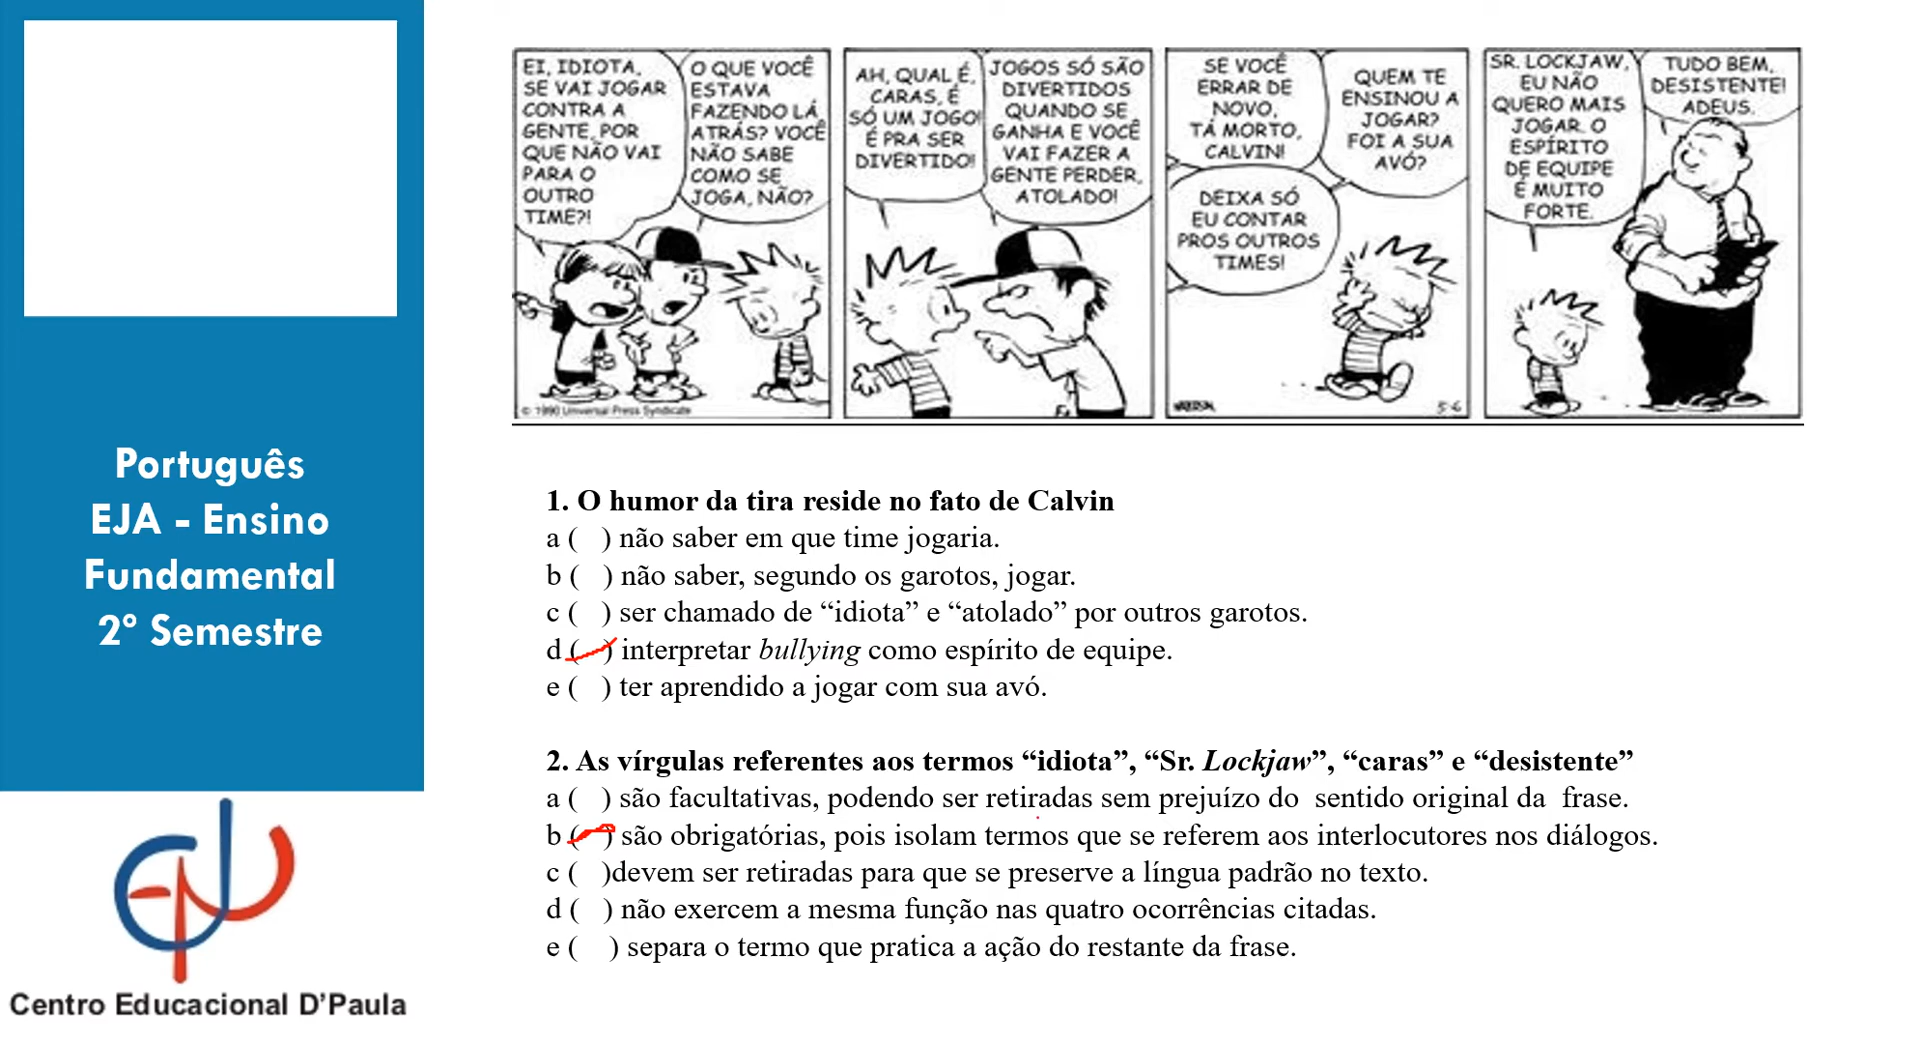 EI, IDIOTA,
SE VAI JOGAR
CONTRA A
GENTE, POR
QUE NÃO VAI
PARA O
OUTRO
TIME?!
O QUE VOCÊ
ESTAVA
FAZENDO LÁ
ATRÁS? VOCÊ
NÃO SABE
COMO SE
JOGA, NÃO?
© 1990 Universal Press Syndicate
AH, QUAL É,
CARAS, É
SÓ UM JOGO!
É PRA SER
DIVERTIDO!
JOGOS SÓ SÃO
DIVERTIDOS
QUANDO SE
GANHA E VOCÊ
VAI FAZER A
GENTE PERDER,
ATOLADO!
SE VOCÊ
ERRAR DE
NOVO,
TÁ MORTO,
CALVIN!
QUEM TE
ENSINOU A
JOGAR?
FOI A SUA
AVÓ?
DEIXA SÓ
EU CONTAR
PROS OUTROS
TIMES!
WATTERSON
5-6
SR. LOCKJAW,
EU NÃO
QUERO MAIS
JOGAR. O
ESPÍRITO
DE EQUIPE
É MUITO
FORTE.
TUDO BEM,
DESISTENTE!
ADEUS.
Português
EJA - Ensino
Fundamental
2º Semestre
Centro Educacional D'Paula
1. O humor da tira reside no fato de Calvin
a (   ) não saber em que time jogaria.
b (   ) não saber, segundo os garotos, jogar.
c (   ) ser chamado de “idiota” e “atolado” por outros garotos.
d (   ) interpretar bullying como espírito de equipe.
e (   ) ter aprendido a jogar com sua avó.
2. As vírgulas referentes aos termos “idiota”, “Sr. Lockjaw”, “caras” e “desistente”
a (   ) são facultativas, podendo ser retiradas sem prejuízo do  sentido original da  frase.
b (   ) são obrigatórias, pois isolam termos que se referem aos interlocutores nos diálogos.
c (   )devem ser retiradas para que se preserve a língua padrão no texto.
d (   ) não exercem a mesma função nas quatro ocorrências citadas.
e (   ) separa o termo que pratica a ação do restante da frase.